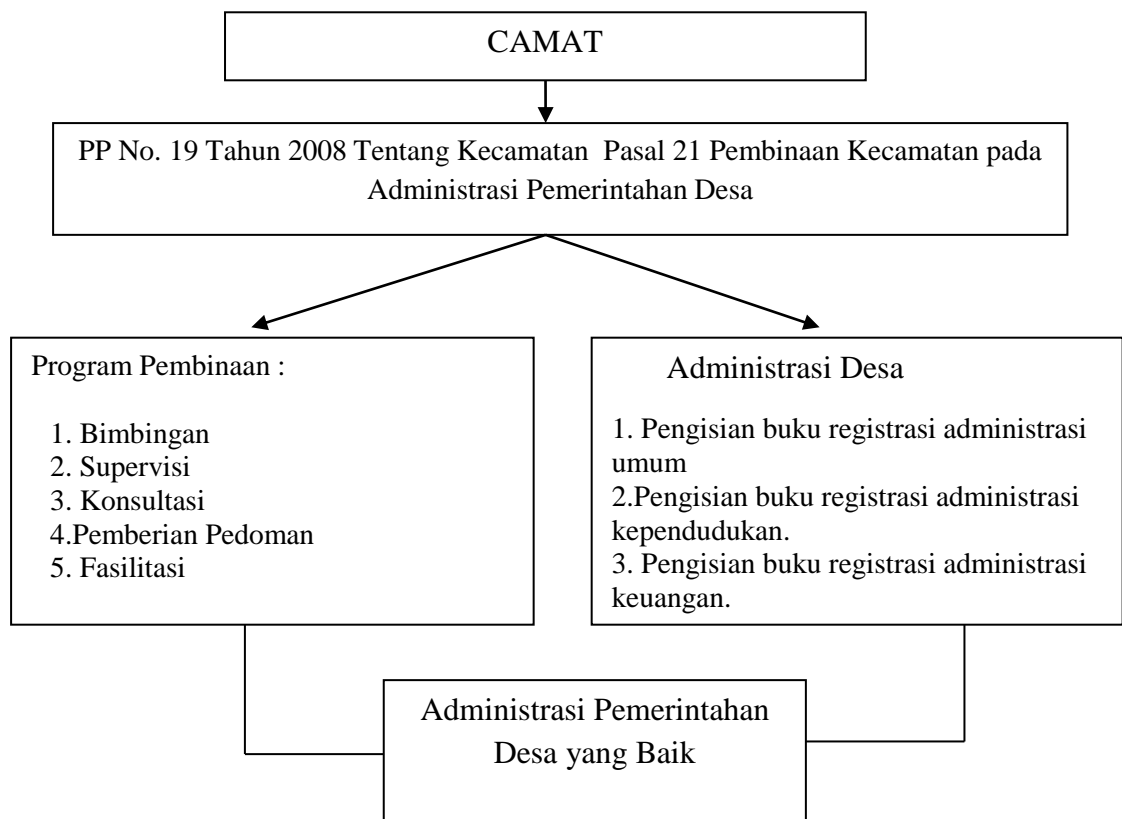 CAMAT
PP No. 19 Tahun 2008 Tentang Kecamatan  Pasal 21 Pembinaan Kecamatan pada
Administrasi Pemerintahan Desa
Program Pembinaan :
1. Bimbingan
2. Supervisi
3. Konsultasi
4.Pemberian Pedoman
5. Fasilitasi
Administrasi Desa
1. Pengisian buku registrasi administrasi
umum
2.Pengisian buku registrasi administrasi
kependudukan.
3. Pengisian buku registrasi administrasi
keuangan.
Administrasi Pemerintahan
Desa yang Baik